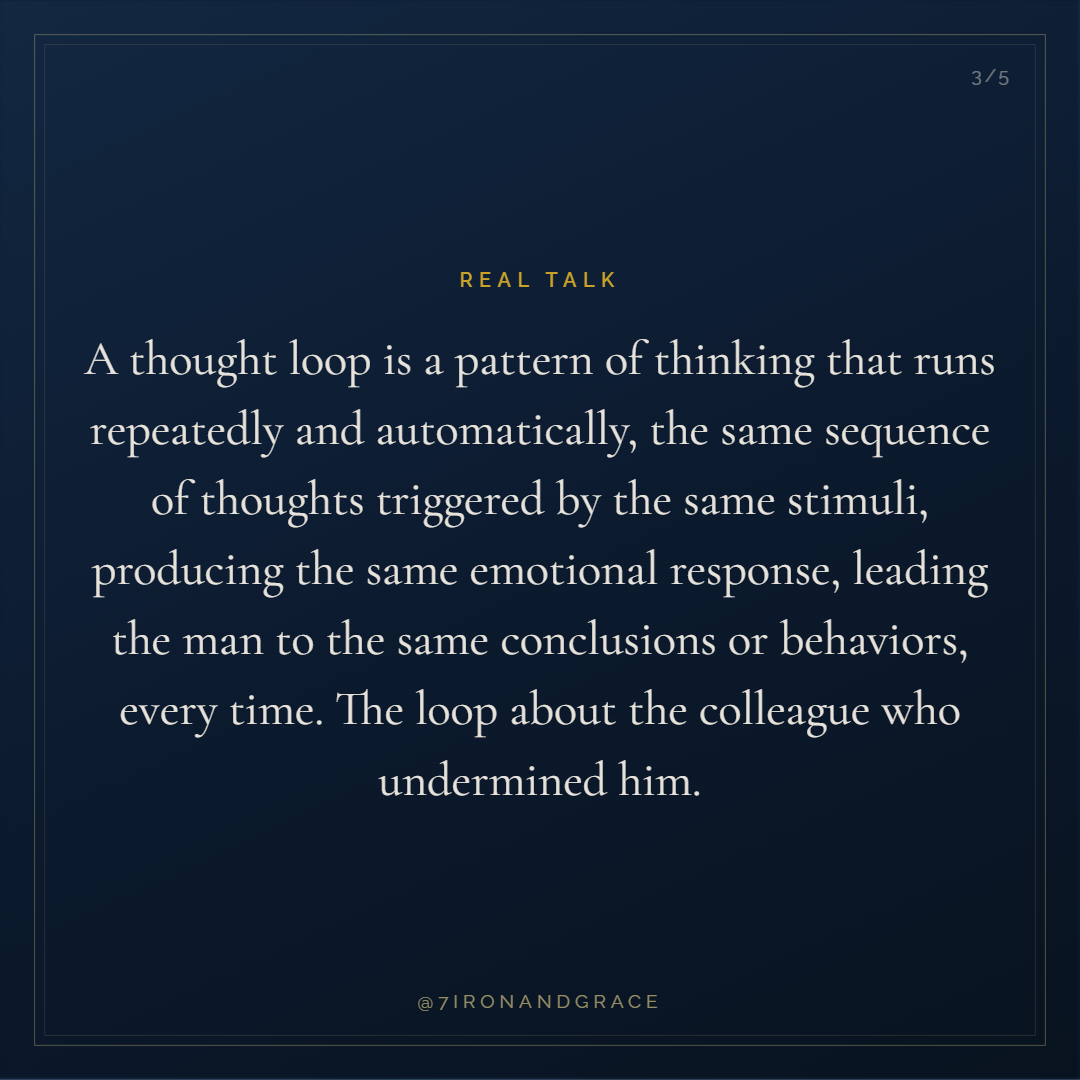 3/5
REAL TALK
A thought loop is a pattern of thinking that runs
repeatedly and automatically, the same sequence
of thoughts triggered by the same stimuli,
producing the same emotional response, leading
the man to the same conclusions or behaviors,
every time. The loop about the colleague who
undermined him.
@7IRONANDGRACE